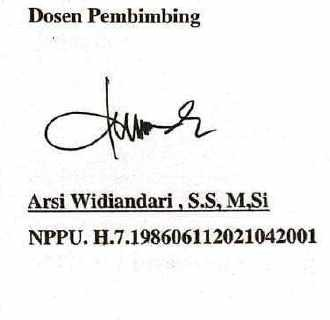 Dosen Pembimbing
Arsi Widiandari , S.S, M,Si
NPPU. H.7.198606112021042001